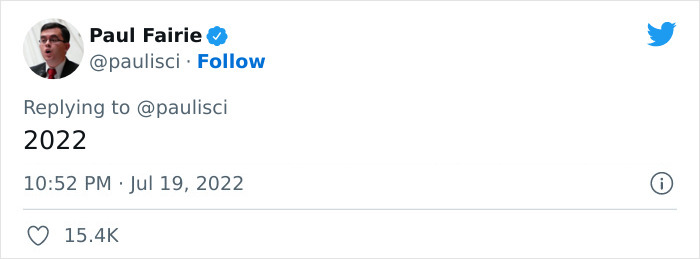 Paul Fairie
@paulisci · Follow
Replying to @paulisci
2022
10:52 PM · Jul 19, 2022
15.4K